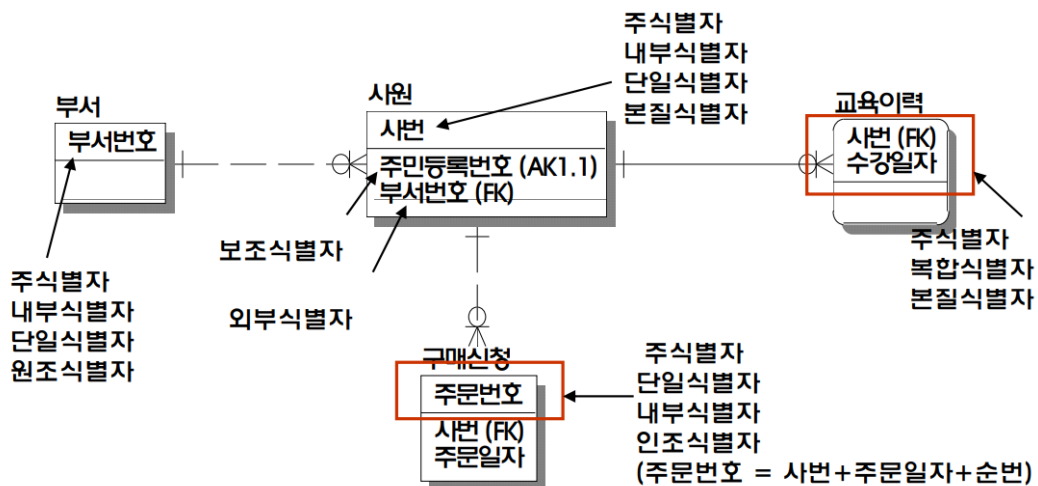 주식별자
내부식별자
단일식별자
본질식별자
부서
부서번호
사원
사번
주민등록번호 (AK1.1)
부서번호 (FK)
교육이력
사번 (FK)
수강일자
보조식별자
외부식별자
주식별자
내부식별자
단일식별자
원조식별자
주식별자
복합식별자
본질식별자
구매신청
주문번호
사번 (FK)
주문일자
주식별자
단일식별자
내부식별자
인조식별자
(주문번호 = 사번+주문일자+순번)